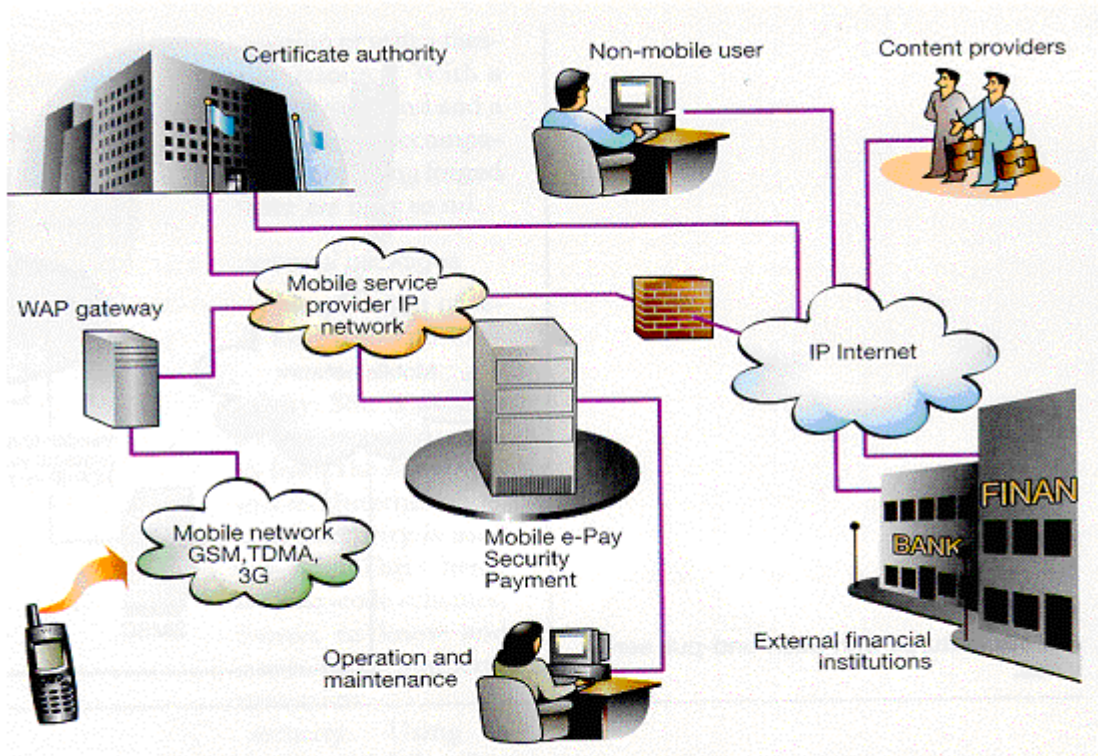 Certificate authority
Non-mobile user
Content providers
Mobile service
provider IP
network
WAP gateway
IP Internet
Mobile network
GSM,TDMA,
3G
Mobile e-Pay
Security
Payment
BANK
FINAN
Operation and
maintenance
External financial
institutions